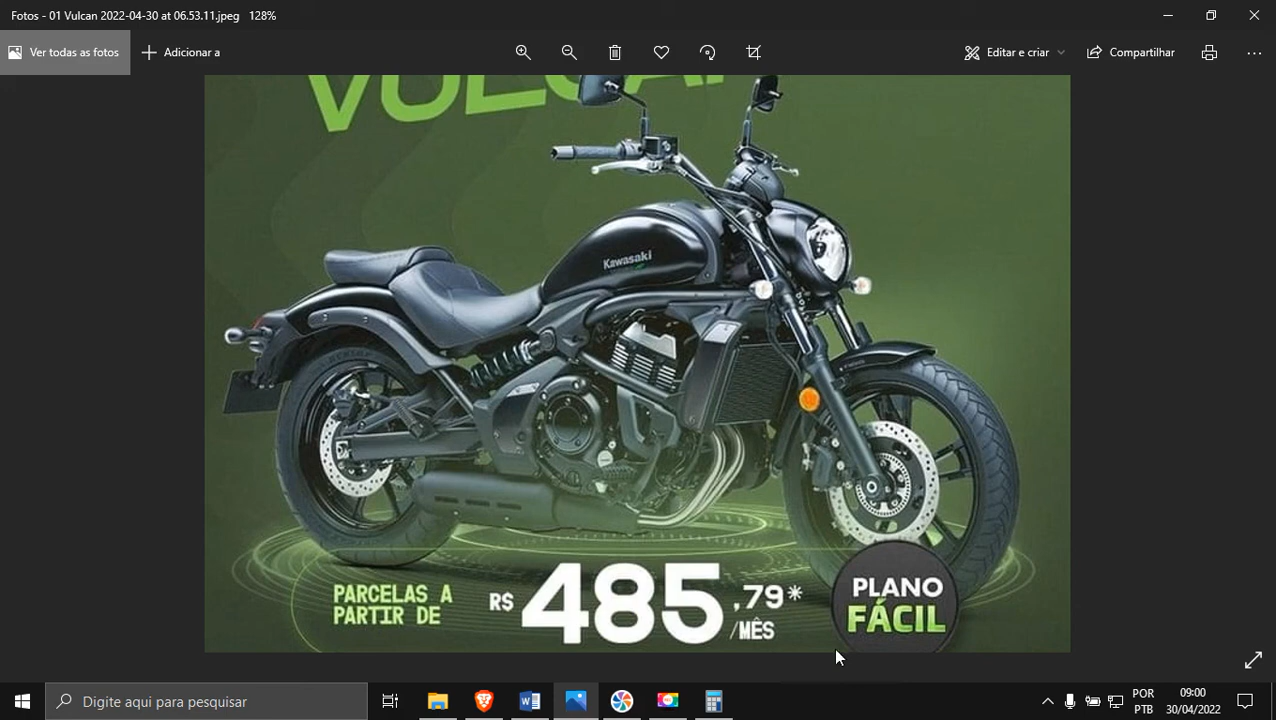 Fotos - 01 Vulcan 2022-04-30 at 06.53.11.jpeg 128%
Ver todas as fotos
Adicionar a
Editar e criar
Compartilhar
Kawasaki
PARCELAS A
PARTIR DE
R$ 485,79*
/MÊS
PLANO
FÁCIL
Digite aqui para pesquisar
POR
PTB
09:00
30/04/2022